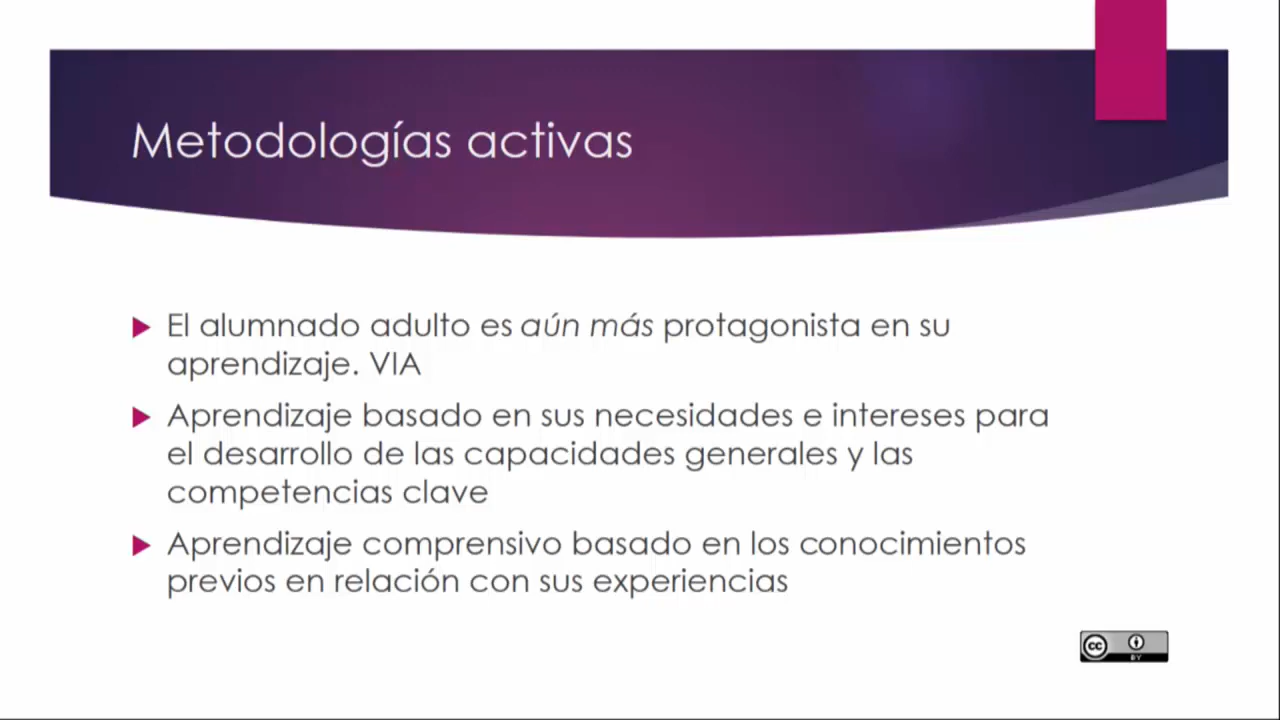 Metodologías activas
El alumnado adulto es aún más protagonista en su
aprendizaje. VIA
Aprendizaje basado en sus necesidades e intereses para
el desarrollo de las capacidades generales y las
competencias clave
Aprendizaje comprensivo basado en los conocimientos
previos en relación con sus experiencias
cc
BY